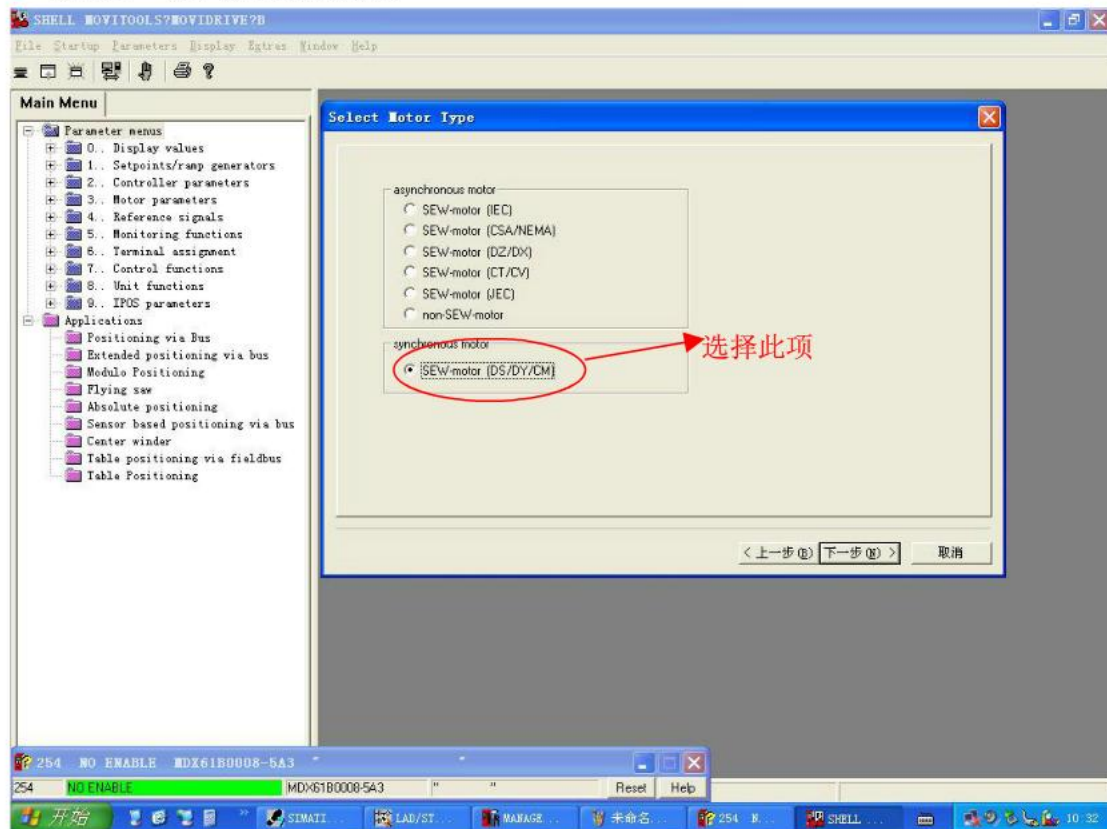 SHELL MOVITOOLS?MOVIDRIVE?B
File Startup Parameters Display Extras Window Help
Main Menu
Parameter menus
0.. Display values
1.. Setpoints/ramp generators
2.. Controller parameters
3.. Motor parameters
4.. Reference signals
5.. Monitoring functions
6.. Terminal assignment
7.. Control functions
8.. Unit functions
9.. IPOS parameters
Applications
Positioning via Bus
Extended positioning via bus
Modulo Positioning
Flying saw
Absolute positioning
Sensor based positioning via bus
Center winder
Table positioning via fieldbus
Table Positioning
Select Motor Type
asynchronous motor
SEW-motor (IEC)
SEW-motor (CSA/NEMA)
SEW-motor (DZ/DX)
SEW-motor (CT/CV)
SEW-motor (JEC)
non-SEW-motor
synchronous motor
SEW-motor (DS/DY/CM)
选择此项
< 上一步(B) 下一步(N) > 取消
254 NO ENABLE MDX61B0008-5A3 " "
254 NO ENABLE MDX61B0008-5A3 " " Reset Help
开始 SIMATI... LAD/ST... MANAGE... 未命名... 254 N... SHELL ... 10:32